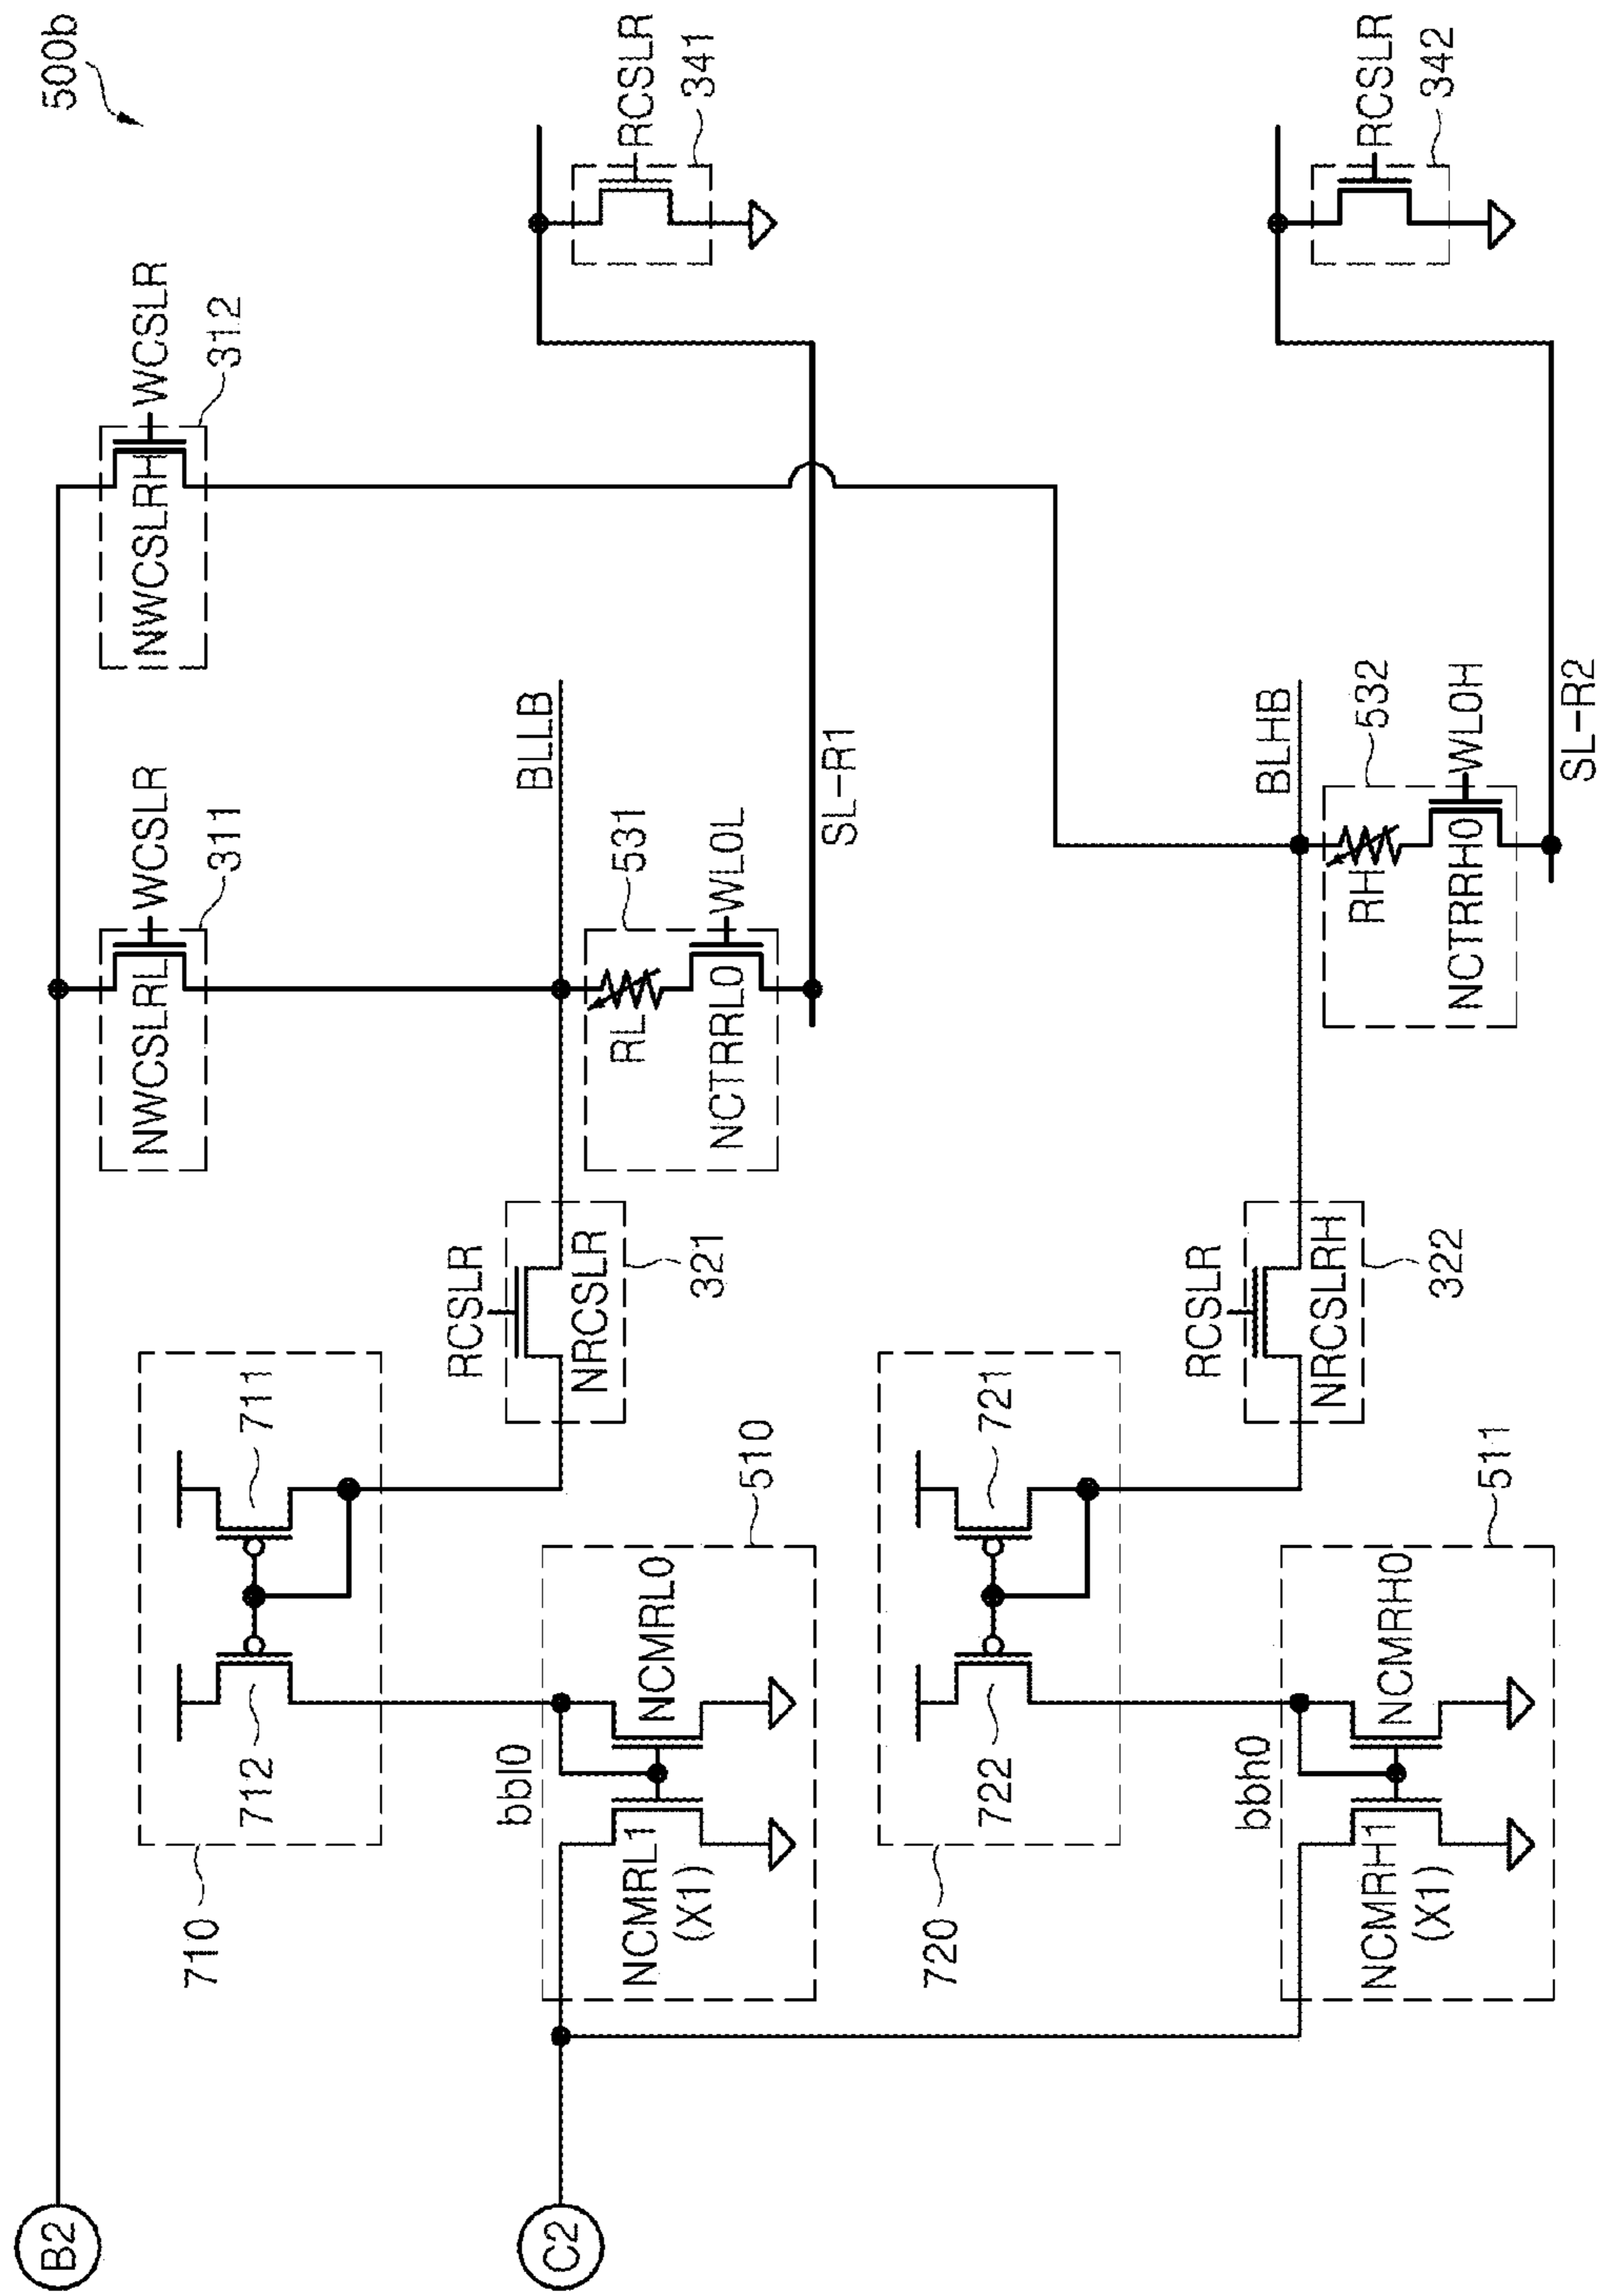 500b
B2
NWCSLRL
WCSLR
311
NWCSLRH
WCSLR
312
710
712
711
RCSLR
NRCSLR
321
BLLB
RL
531
NCTRRL0
WL0L
SL-R1
RCSLR
341
C2
bbl0
NCMRL1
(X1)
NCMRL0
510
720
722
721
RCSLR
NRCSLRH
322
BLHB
RH
532
NCTRRH0
WL0H
SL-R2
RCSLR
342
bbh0
NCMRH1
(X1)
NCMRH0
511